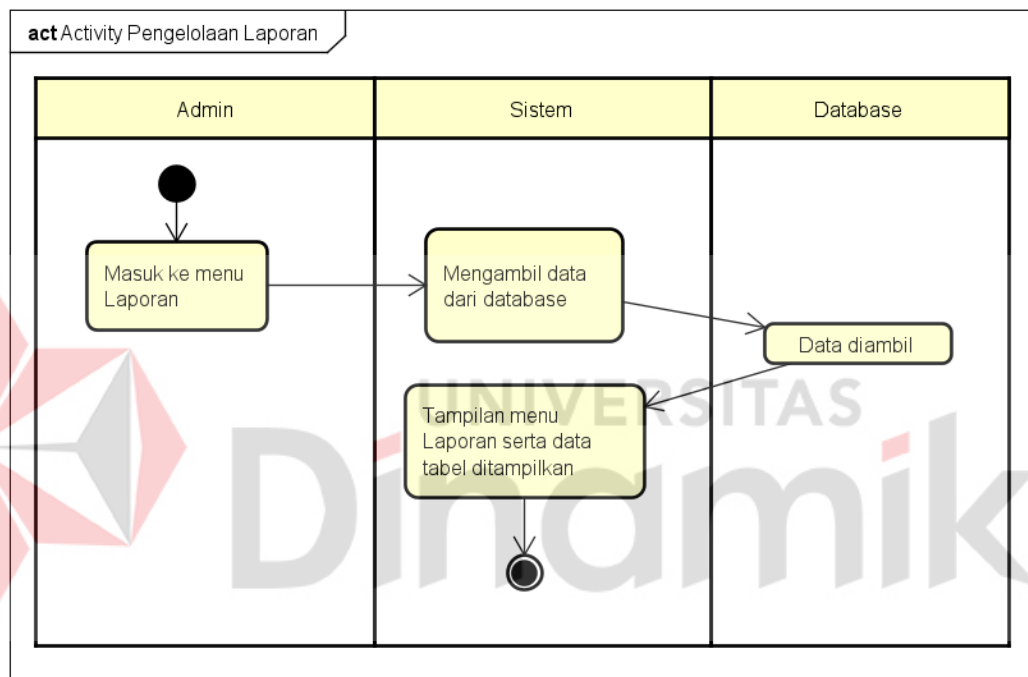 act Activity Pengelolaan Laporan
Admin
Sistem
Database
Masuk ke menu
Laporan
Mengambil data
dari database
Data diambil
Tampilan menu
Laporan serta data
tabel ditampilkan
UNIVERSITAS
Dinamik